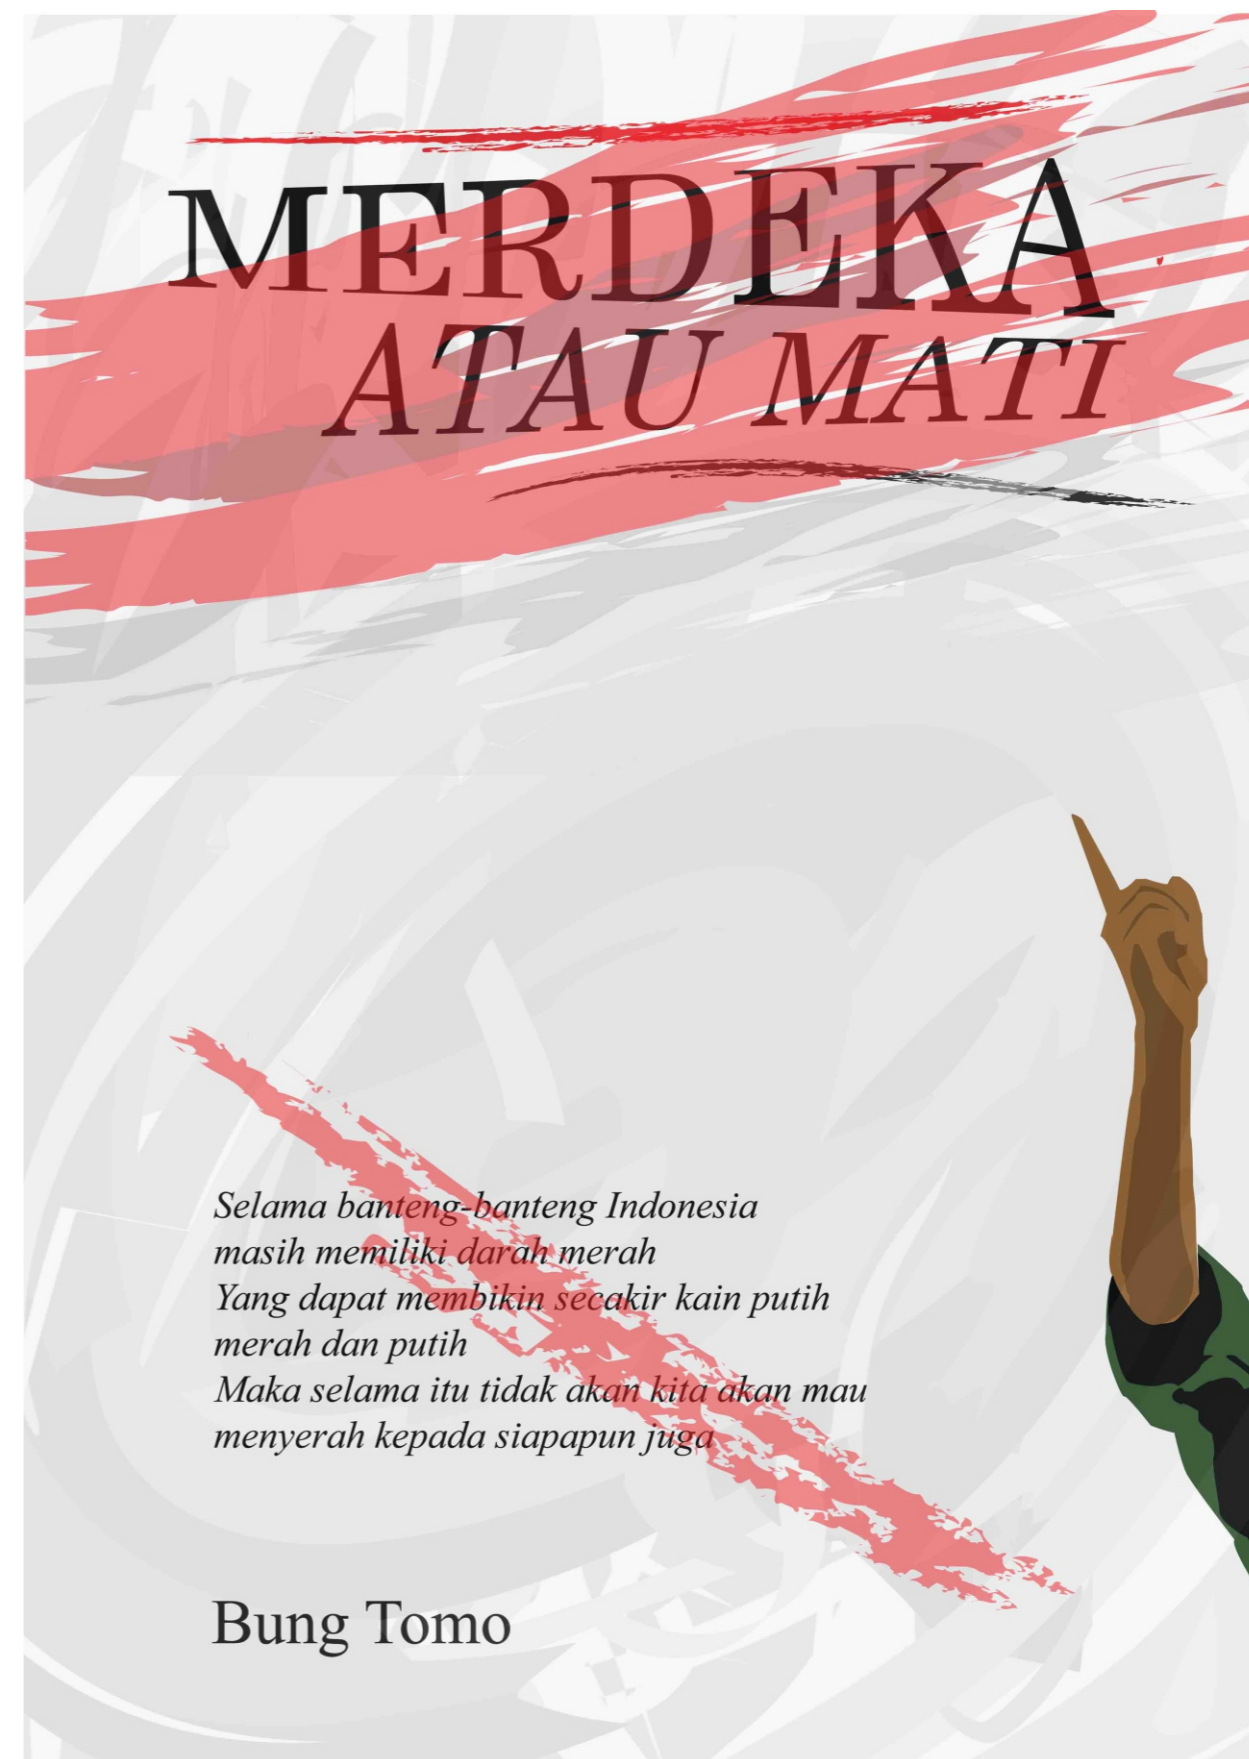 MERDEKA
ATAU MATI
Selama banteng-banteng Indonesia
masih memiliki darah merah
Yang dapat membikin secakir kain putih
merah dan putih
Maka selama itu tidak akan kita akan mau
menyerah kepada siapapun juga
Bung Tomo